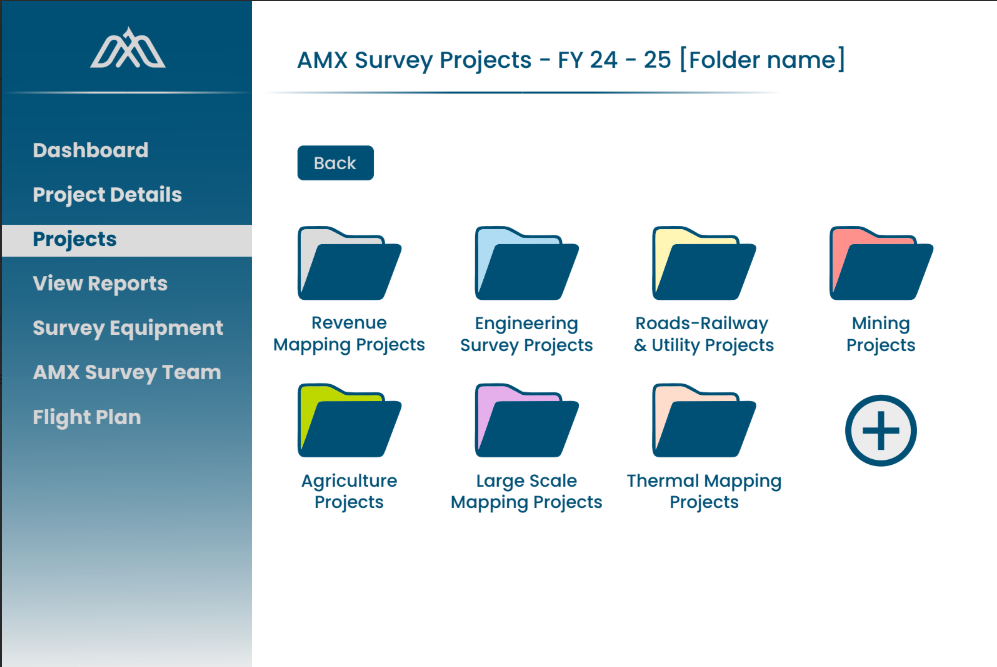 AMX Survey Projects - FY 24 - 25 [Folder name]
Dashboard
Project Details
Projects
View Reports
Survey Equipment
AMX Survey Team
Flight Plan
Back
Revenue
Mapping Projects
Engineering
Survey Projects
Roads-Railway
& Utility Projects
Mining
Projects
Agriculture
Projects
Large Scale
Mapping Projects
Thermal Mapping
Projects